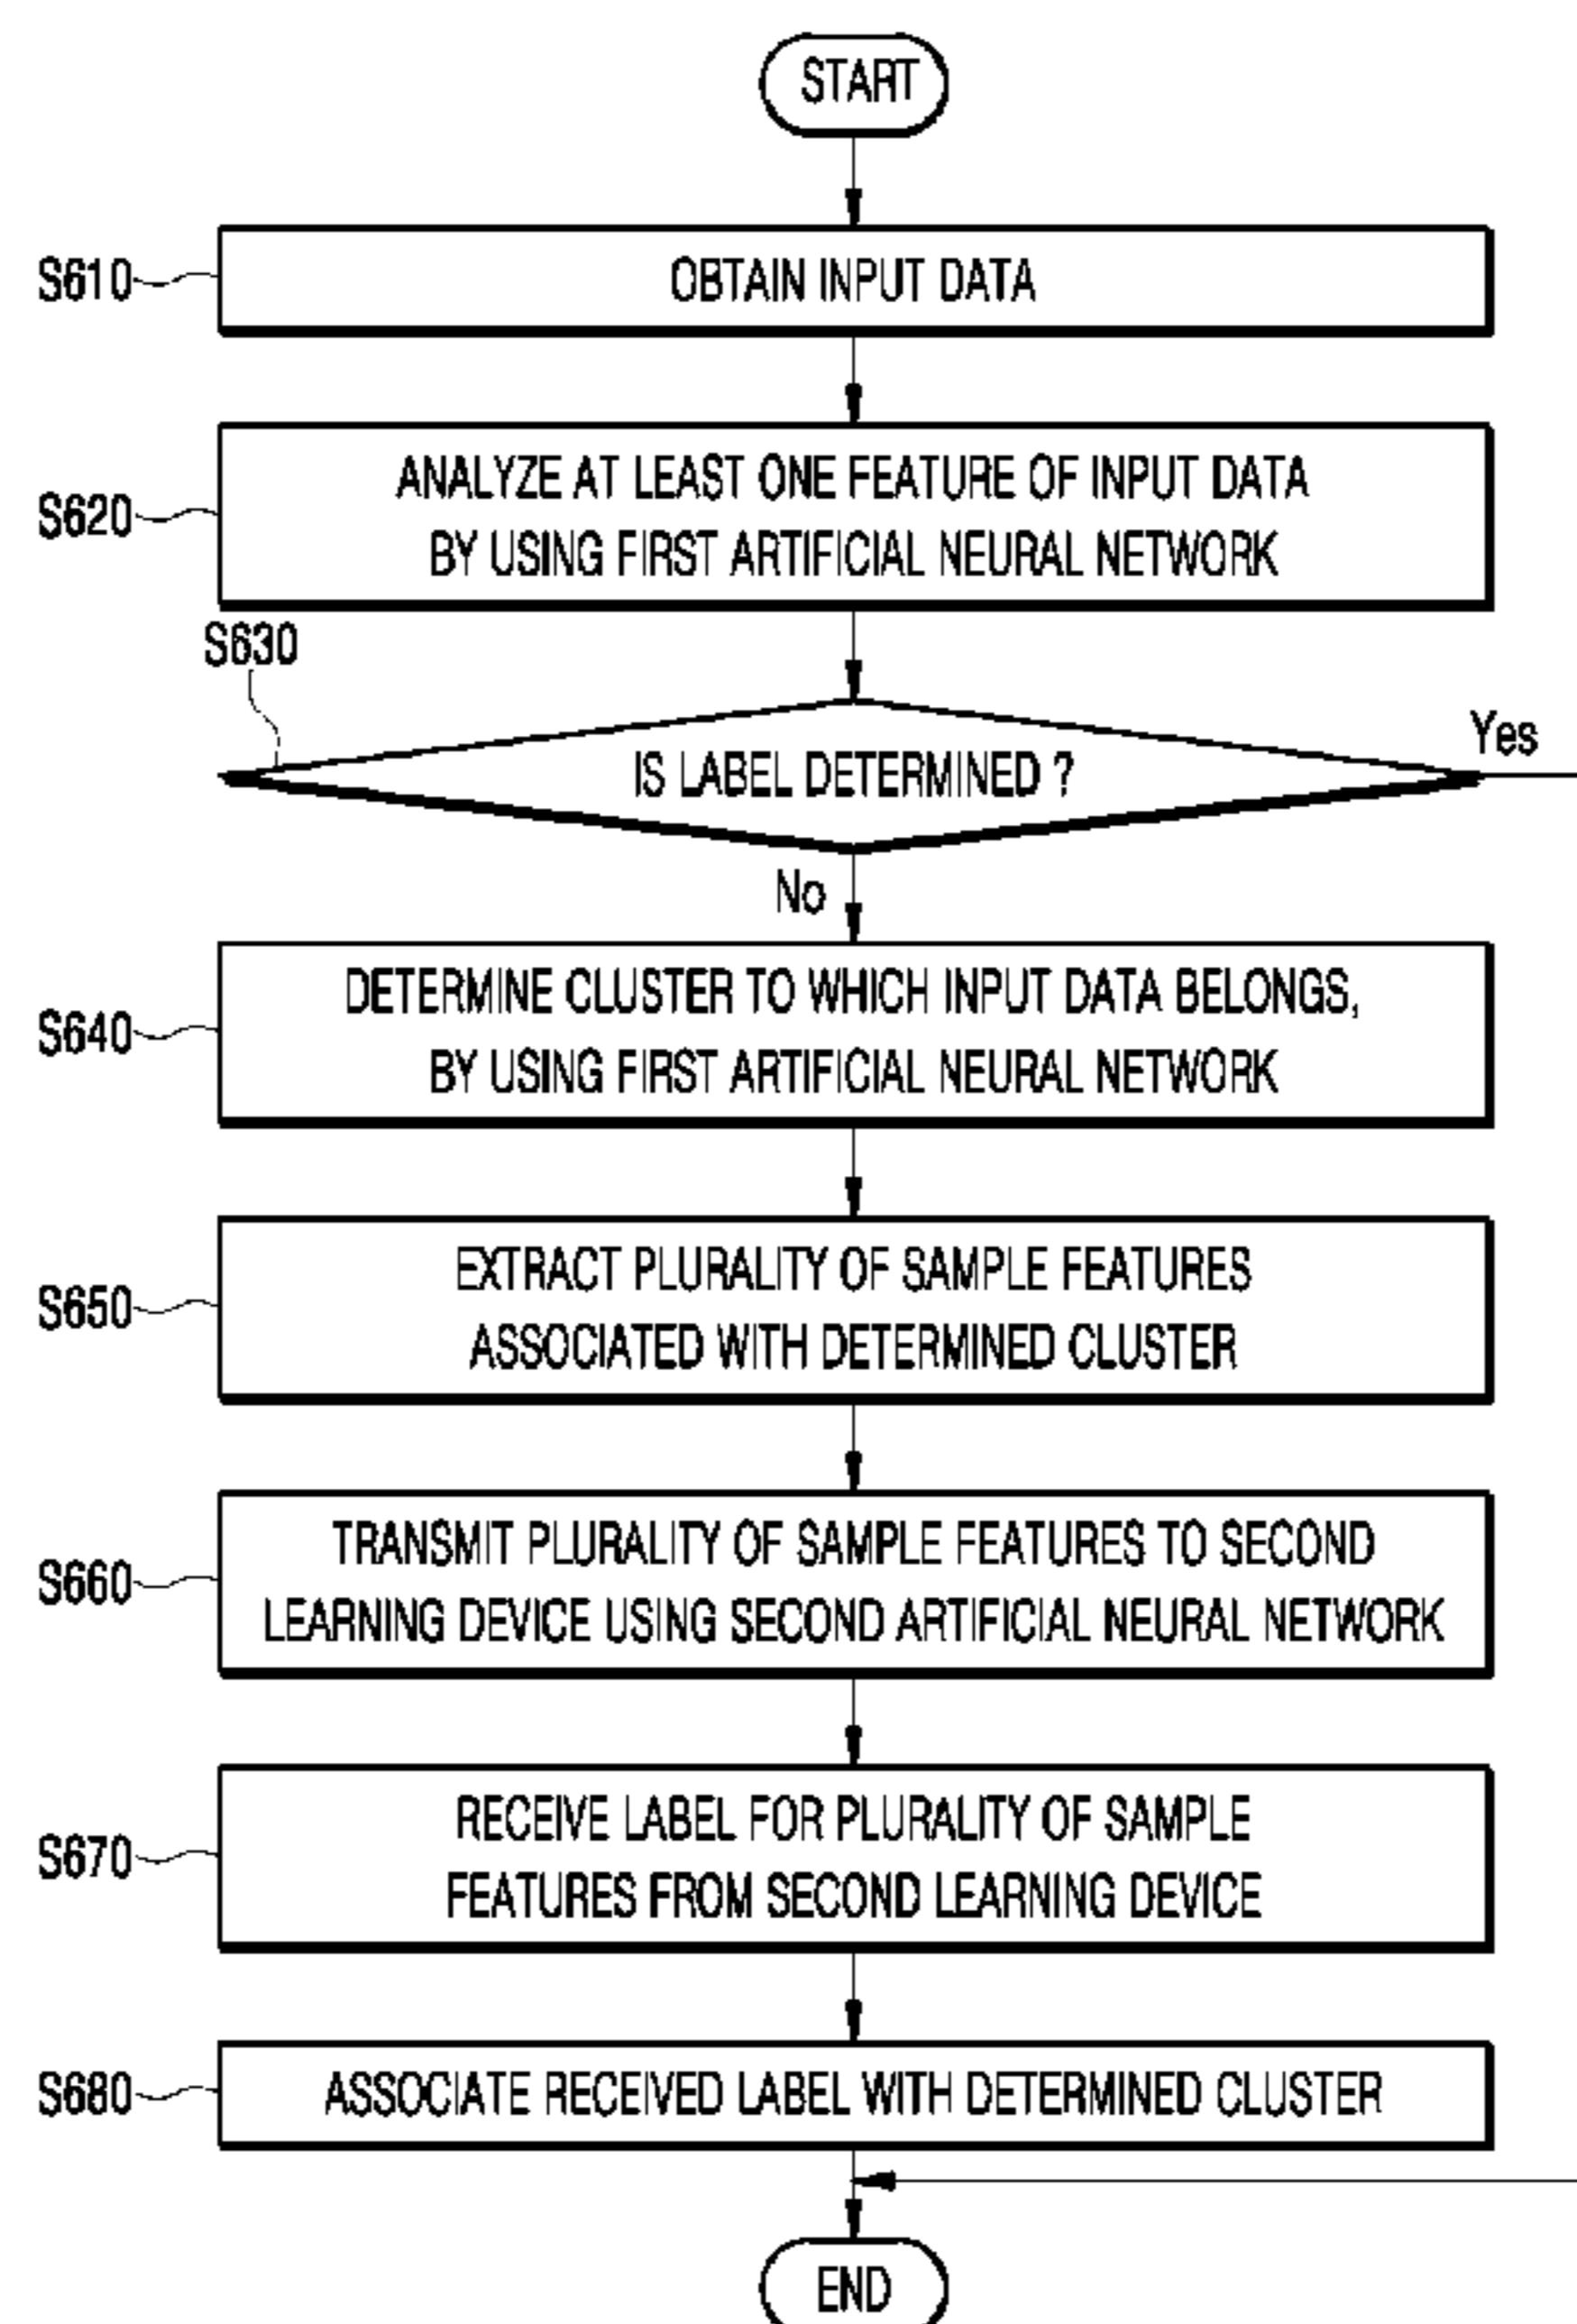 START
S610
OBTAIN INPUT DATA
S620
ANALYZE AT LEAST ONE FEATURE OF INPUT DATA
BY USING FIRST ARTIFICIAL NEURAL NETWORK
S630
IS LABEL DETERMINED ?
Yes
No
S640
DETERMINE CLUSTER TO WHICH INPUT DATA BELONGS,
BY USING FIRST ARTIFICIAL NEURAL NETWORK
S650
EXTRACT PLURALITY OF SAMPLE FEATURES
ASSOCIATED WITH DETERMINED CLUSTER
S660
TRANSMIT PLURALITY OF SAMPLE FEATURES TO SECOND
LEARNING DEVICE USING SECOND ARTIFICIAL NEURAL NETWORK
S670
RECEIVE LABEL FOR PLURALITY OF SAMPLE
FEATURES FROM SECOND LEARNING DEVICE
S680
ASSOCIATE RECEIVED LABEL WITH DETERMINED CLUSTER
END